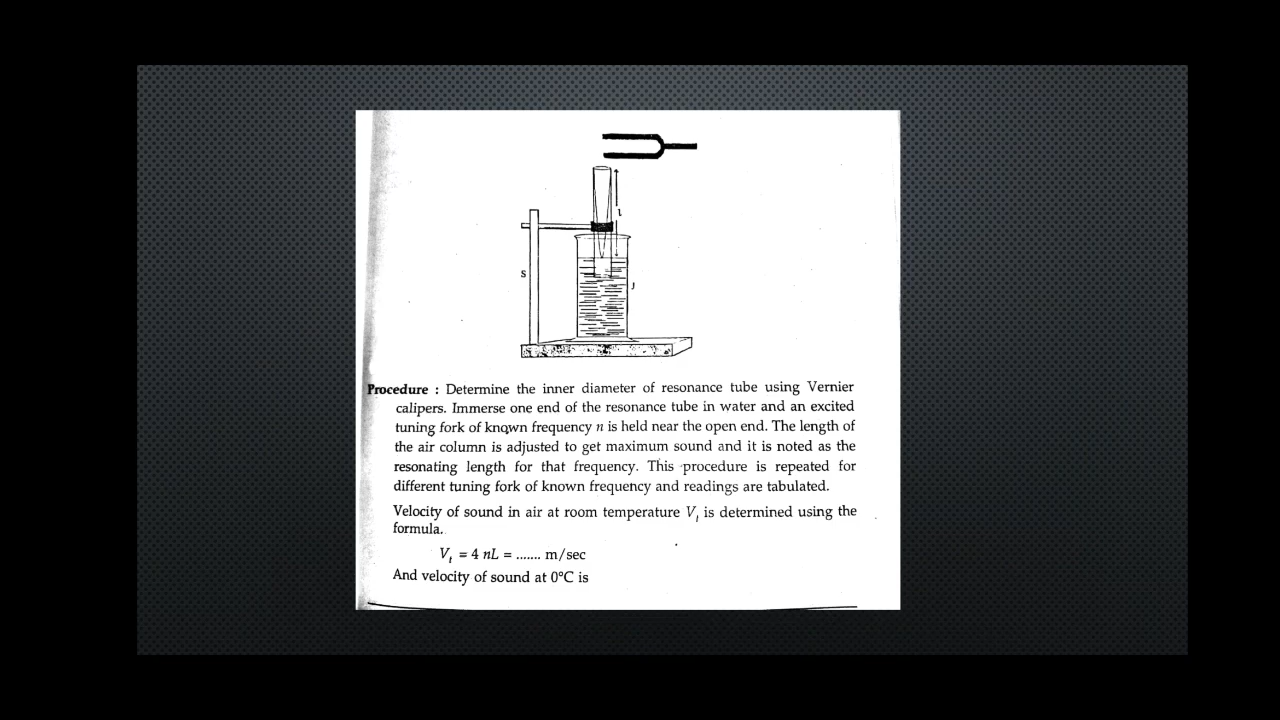 l
S
J
Procedure : Determine the inner diameter of resonance tube using Vernier
calipers. Immerse one end of the resonance tube in water and an excited
tuning fork of known frequency n is held near the open end. The length of
the air column is adjusted to get maximum sound and it is noted as the
resonating length for that frequency. This procedure is repeated for
different tuning fork of known frequency and readings are tabulated.
Velocity of sound in air at room temperature Vt is determined using the
formula.
Vt = 4 nL = ....... m/sec
And velocity of sound at 0°C is